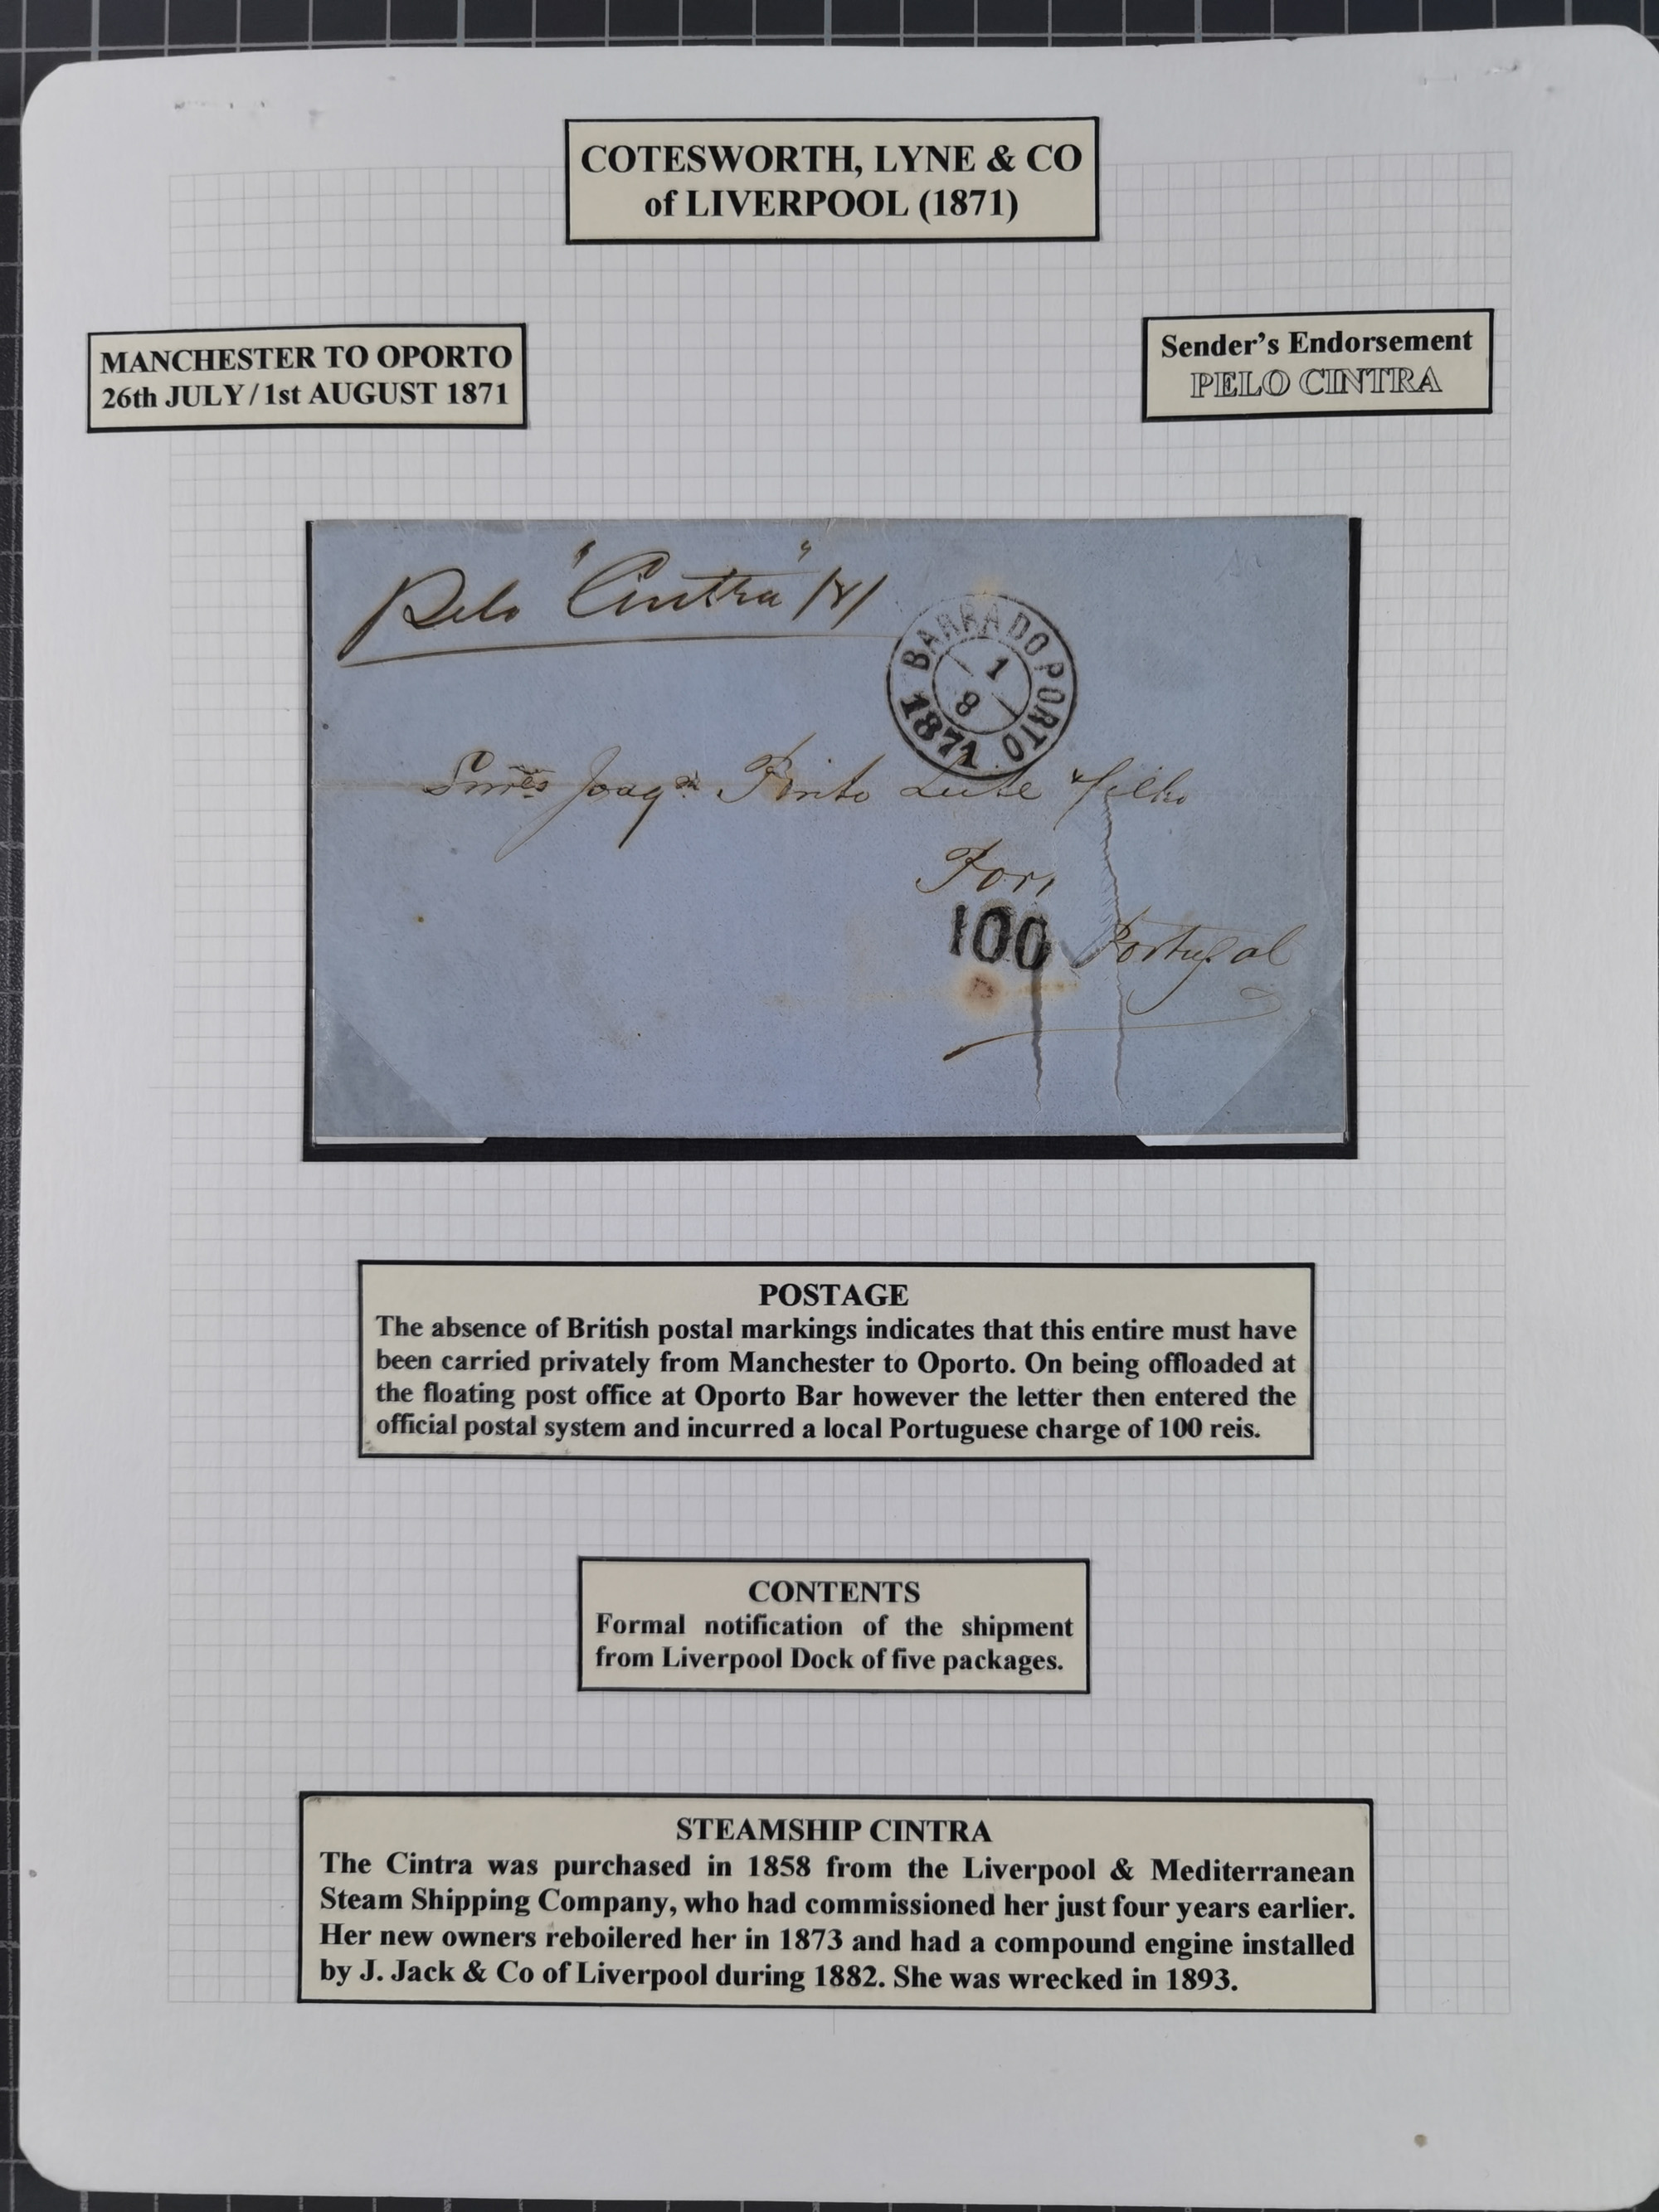 COTESWORTH, LYNE & CO
of LIVERPOOL (1871)
MANCHESTER TO OPORTO
26th JULY / 1st AUGUST 1871
Sender's Endorsement
PELO CINTRA
Pelo "Cintra"
BARRA DO PORTO
1
8
1871
Joaqm Pinto Leite & filho
100
Portugal
POSTAGE
The absence of British postal markings indicates that this entire must have
been carried privately from Manchester to Oporto. On being offloaded at
the floating post office at Oporto Bar however the letter then entered the
official postal system and incurred a local Portuguese charge of 100 reis.
CONTENTS
Formal notification of the shipment
from Liverpool Dock of five packages.
STEAMSHIP CINTRA
The Cintra was purchased in 1858 from the Liverpool & Mediterranean
Steam Shipping Company, who had commissioned her just four years earlier.
Her new owners reboilered her in 1873 and had a compound engine installed
by J. Jack & Co of Liverpool during 1882. She was wrecked in 1893.